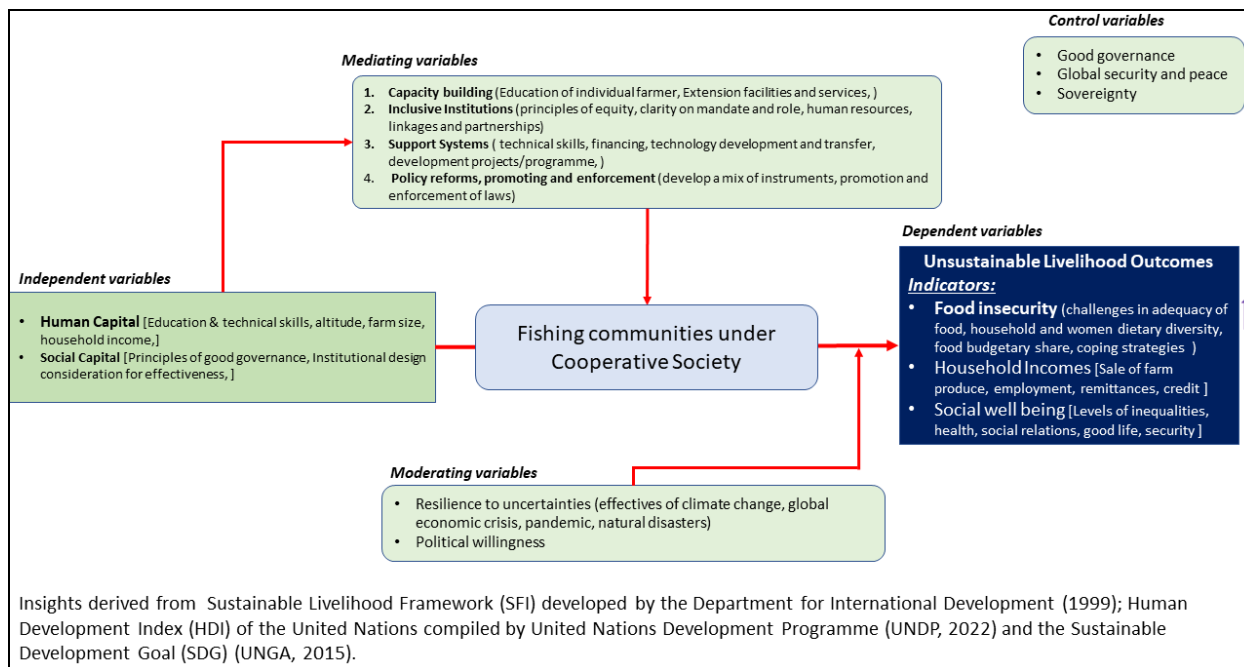 Control variables
• Good governance
• Global security and peace
• Sovereignty
Mediating variables
1. Capacity building (Education of individual farmer, Extension facilities and services, )
2. Inclusive Institutions (principles of equity, clarity on mandate and role, human resources,
linkages and partnerships)
3. Support Systems ( technical skills, financing, technology development and transfer,
development projects/programme, )
4. Policy reforms, promoting and enforcement (develop a mix of instruments, promotion and
enforcement of laws)
Independent variables
• Human Capital [Education & technical skills, altitude, farm size,
household income,]
• Social Capital [Principles of good governance, Institutional design
consideration for effectiveness, ]
Fishing communities under
Cooperative Society
Dependent variables
Unsustainable Livelihood Outcomes
Indicators:
• Food insecurity (challenges in adequacy of
food, household and women dietary diversity,
food budgetary share, coping strategies )
• Household Incomes [Sale of farm
produce, employment, remittances, credit ]
• Social well being [Levels of inequalities,
health, social relations, good life, security ]
Moderating variables
• Resilience to uncertainties (effectives of climate change, global
economic crisis, pandemic, natural disasters)
• Political willingness
Insights derived from Sustainable Livelihood Framework (SFI) developed by the Department for International Development (1999); Human
Development Index (HDI) of the United Nations compiled by United Nations Development Programme (UNDP, 2022) and the Sustainable
Development Goal (SDG) (UNGA, 2015).